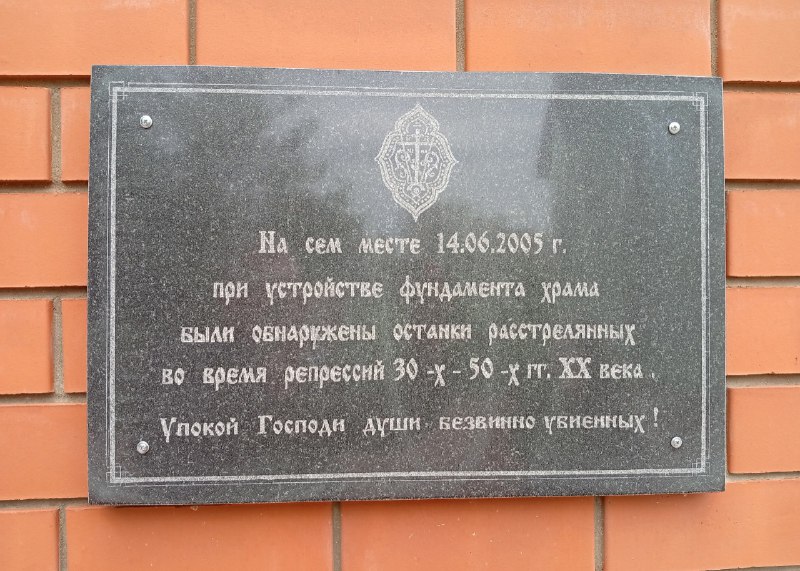 На сем месте 14.06.2005 г.
при устройстве фундамента храма
были обнаружены останки расстрелянных
во время репрессий 30-х - 50-х гг. XX века.
Упокой Господи души безвинно убиенных!